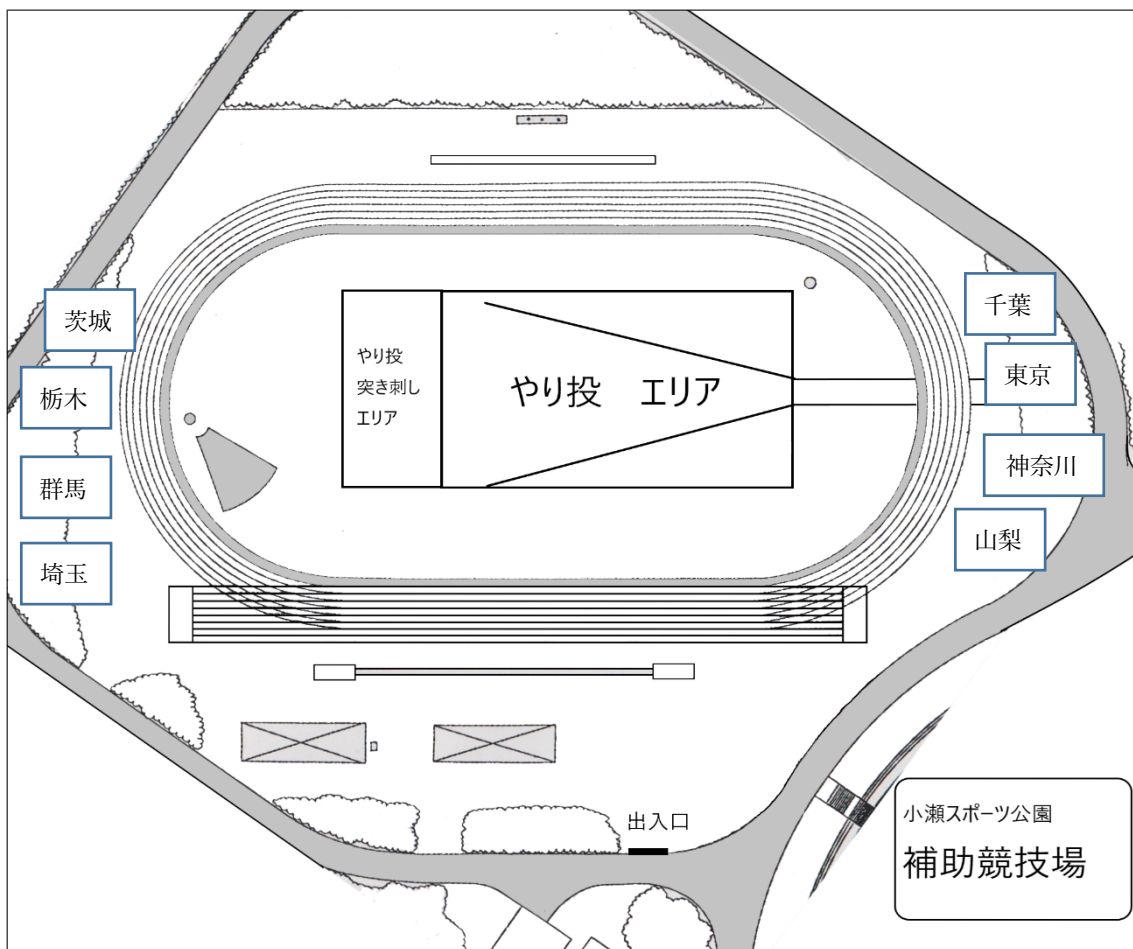 茨城
千葉
栃木
やり投
突き刺し
エリア
やり投　エリア
東京
群馬
神奈川
埼玉
山梨
出入口
小瀬スポーツ公園
補助競技場